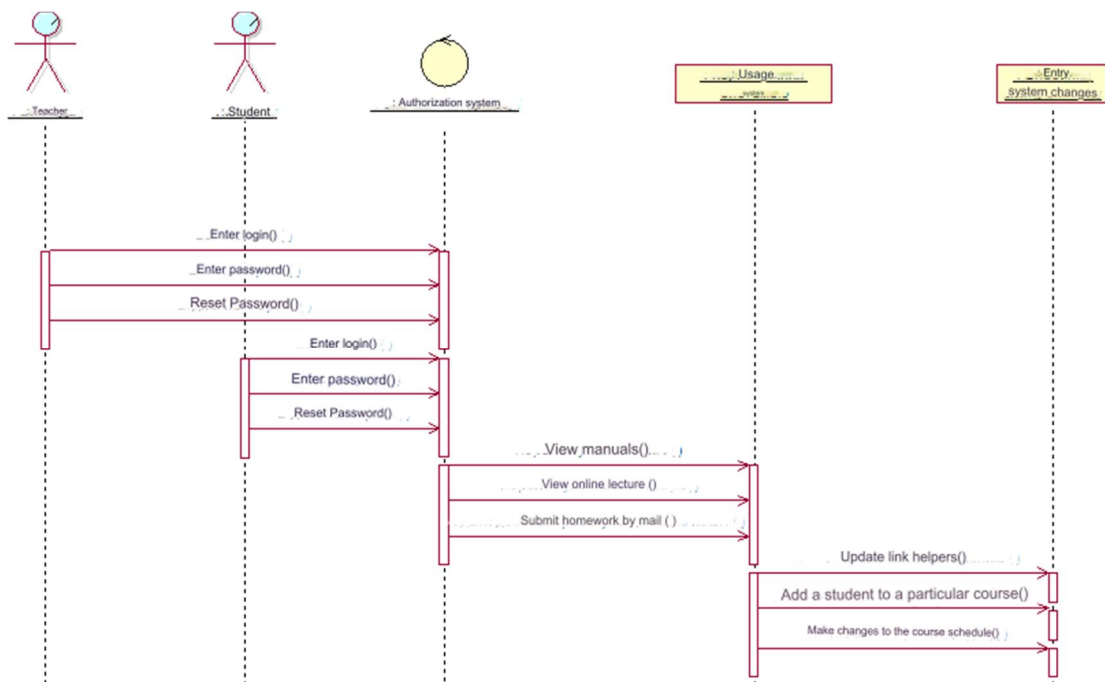 : Teacher
: Student
: Authorization system
: Usage
system
: Entry
system changes
Enter login()
Enter password()
Reset Password()
Enter login()
Enter password()
Reset Password()
View manuals()
View online lecture ()
Submit homework by mail ( )
Update link helpers()
Add a student to a particular course()
Make changes to the course schedule()